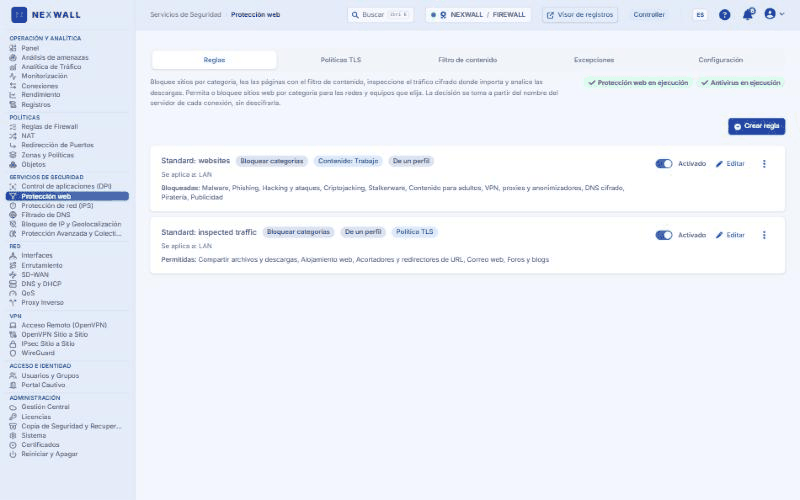 NEXWALL
Servicios de Seguridad / Protección web
Buscar Ctrl K
NEXWALL / FIREWALL
Visor de registros
Controller
ES
OPERACIÓN Y ANALÍTICA
Panel
Análisis de amenazas
Analítica de Tráfico
Monitorización
Conexiones
Rendimiento
Registros
POLÍTICAS
Reglas de Firewall
NAT
Redirección de Puertos
Zonas y Políticas
Objetos
SERVICIOS DE SEGURIDAD
Control de aplicaciones (DPI)
Protección web
Protección de red (IPS)
Filtrado de DNS
Bloqueo de IP y Geolocalización
Protección Avanzada y Colecti...
RED
Interfaces
Enrutamiento
SD-WAN
DNS y DHCP
QoS
Proxy Inverso
VPN
Acceso Remoto (OpenVPN)
OpenVPN Sitio a Sitio
IPsec Sitio a Sitio
WireGuard
ACCESO E IDENTIDAD
Usuarios y Grupos
Portal Cautivo
ADMINISTRACIÓN
Gestión Central
Licencias
Copia de Seguridad y Recuper...
Sistema
Certificados
Reiniciar y Apagar
Reglas
Políticas TLS
Filtro de contenido
Excepciones
Configuración
Bloquee sitios por categoría, lea las páginas con el filtro de contenido, inspeccione el tráfico cifrado donde importa y analice las
descargas. Permita o bloquee sitios web por categoría para las redes y equipos que elija. La decisión se toma a partir del nombre del
servidor de cada conexión, sin descifrarla.
Protección web en ejecución
Antivirus en ejecución
Crear regla
Standard: websites Bloquear categorías Contenido: Trabajo De un perfil
Se aplica a: LAN
Bloqueadas: Malware, Phishing, Hacking y ataques, Criptojacking, Stalkerware, Contenido para adultos, VPN, proxies y anonimizadores, DNS cifrado,
Piratería, Publicidad
Activado Editar
Standard: inspected traffic Bloquear categorías De un perfil Política TLS
Se aplica a: LAN
Permitidas: Compartir archivos y descargas, Alojamiento web, Acortadores y redirectores de URL, Correo web, Foros y blogs
Activado Editar